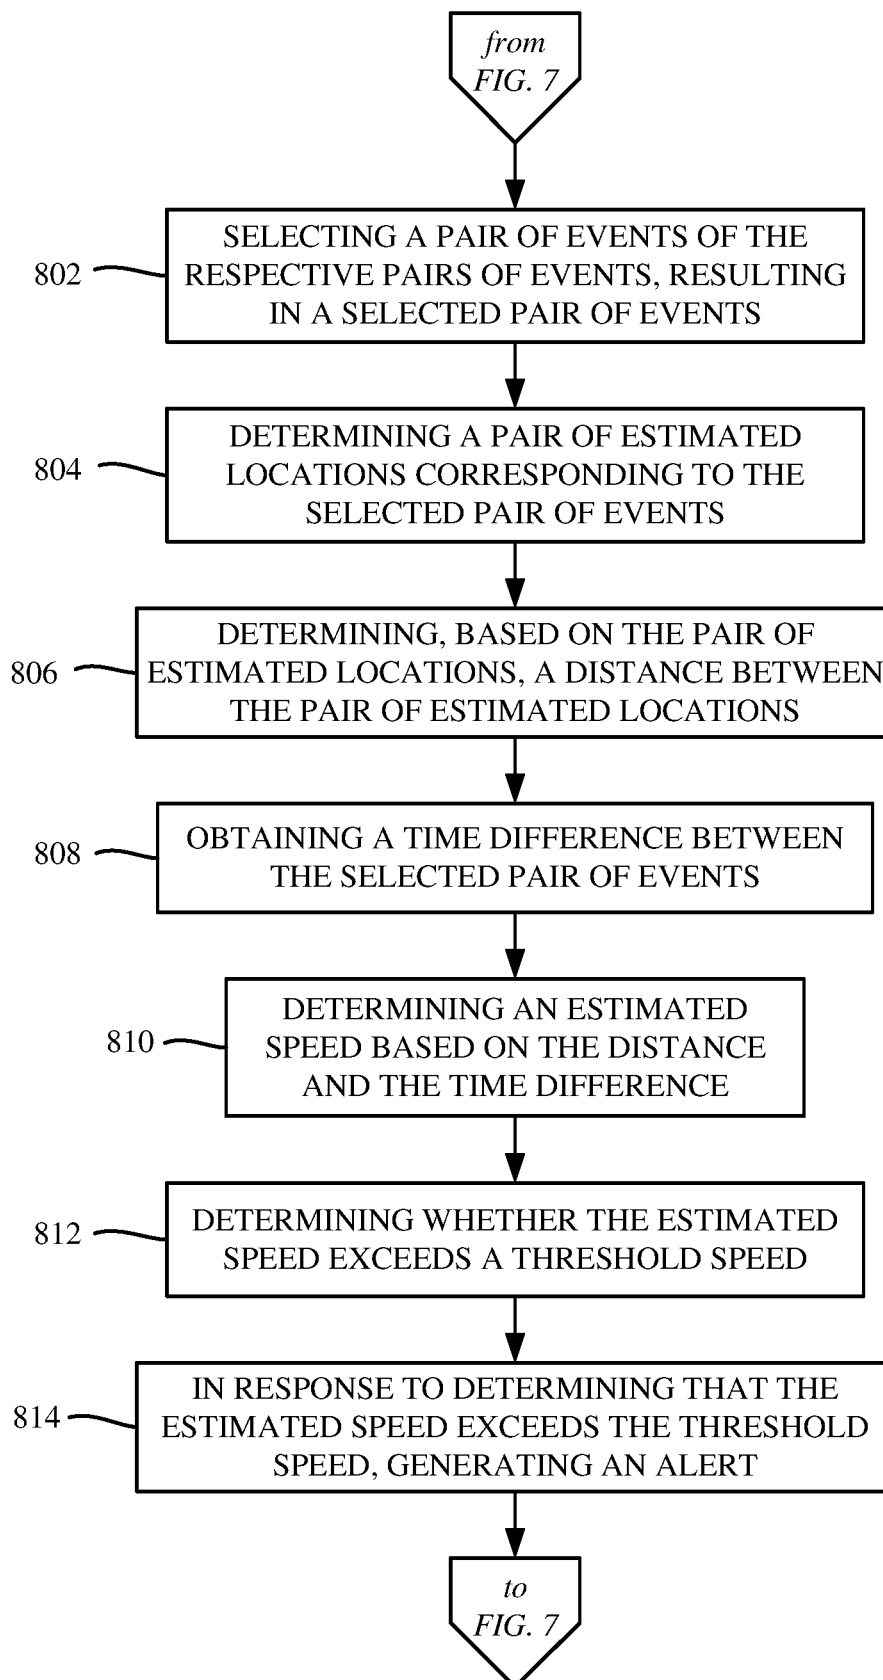 from
FIG. 7
SELECTING A PAIR OF EVENTS OF THE
RESPECTIVE PAIRS OF EVENTS, RESULTING
IN A SELECTED PAIR OF EVENTS
802
DETERMINING A PAIR OF ESTIMATED
LOCATIONS CORRESPONDING TO THE
SELECTED PAIR OF EVENTS
804
DETERMINING, BASED ON THE PAIR OF
ESTIMATED LOCATIONS, A DISTANCE BETWEEN
THE PAIR OF ESTIMATED LOCATIONS
806
OBTAINING A TIME DIFFERENCE BETWEEN
THE SELECTED PAIR OF EVENTS
808
DETERMINING AN ESTIMATED
SPEED BASED ON THE DISTANCE
AND THE TIME DIFFERENCE
810
DETERMINING WHETHER THE ESTIMATED
SPEED EXCEEDS A THRESHOLD SPEED
812
IN RESPONSE TO DETERMINING THAT THE
ESTIMATED SPEED EXCEEDS THE THRESHOLD
SPEED, GENERATING AN ALERT
814
to
FIG. 7